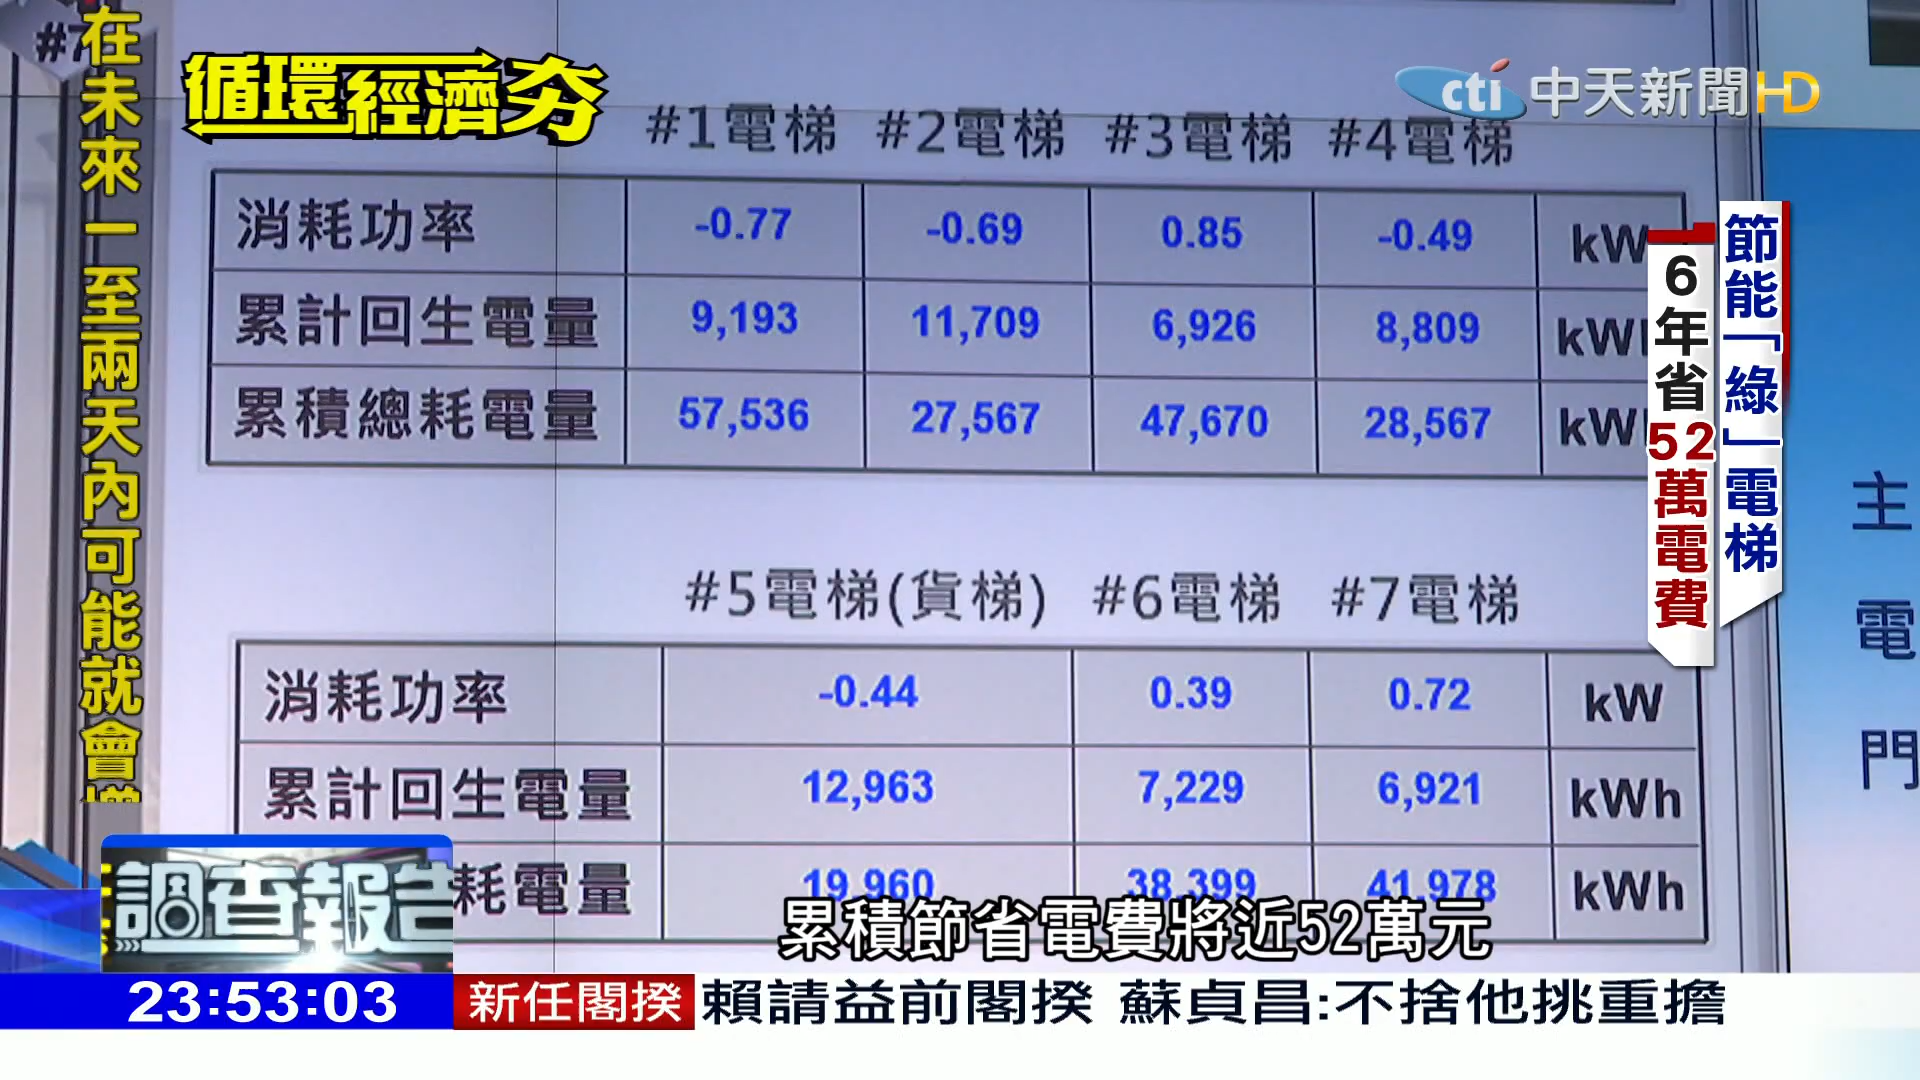 #7
在未來一至兩天內可能就會增
循環經濟夯
cti 中天新聞HD
#1電梯 #2電梯 #3電梯 #4電梯
消耗功率 -0.77 -0.69 0.85 -0.49 kW
累計回生電量 9,193 11,709 6,926 8,809 kWh
累積總耗電量 57,536 27,567 47,670 28,567 kWh
節能「綠」電梯
6年省52萬電費
#5電梯(貨梯) #6電梯 #7電梯
消耗功率 -0.44 0.39 0.72 kW
累計回生電量 12,963 7,229 6,921 kWh
耗電量 19,960 38,399 41,978 kWh
主電門
調查報告
累積節省電費將近52萬元
23:53:03 新任閣揆 賴請益前閣揆 蘇貞昌:不捨他挑重擔